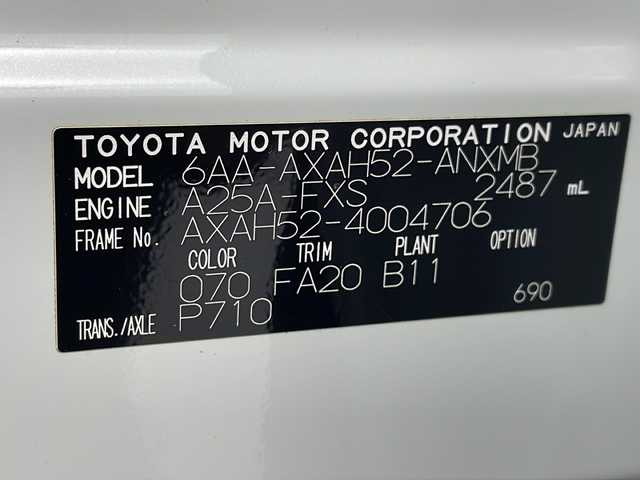 TOYOTA MOTOR CORPORATION JAPAN
MODEL 6AA-AXAH52-ANXMB
ENGINE A25A-FXS 2487 mL
FRAME No. AXAH52-4004706
COLOR TRIM PLANT OPTION
070 FA20 B11
TRANS./AXLE P710 690